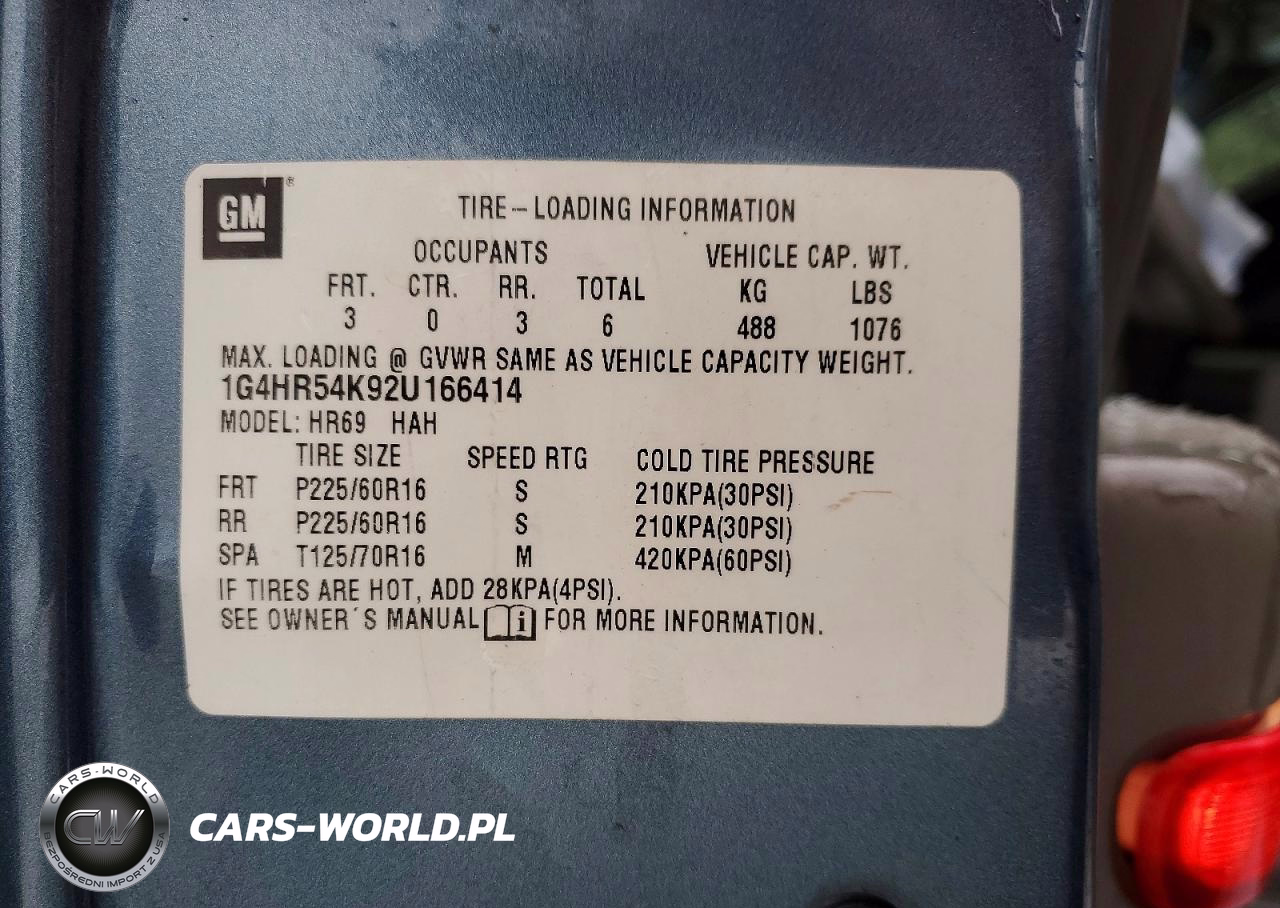 GM®
TIRE – LOADING INFORMATION
OCCUPANTS VEHICLE CAP. WT.
FRT. CTR. RR. TOTAL KG LBS
3 0 3 6 488 1076
MAX. LOADING @ GVWR SAME AS VEHICLE CAPACITY WEIGHT.
1G4HR54K92U166414
MODEL: HR69 HAH
TIRE SIZE SPEED RTG COLD TIRE PRESSURE
FRT P225/60R16 S 210KPA(30PSI)
RR P225/60R16 S 210KPA(30PSI)
SPA T125/70R16 M 420KPA(60PSI)
IF TIRES ARE HOT, ADD 28KPA(4PSI).
SEE OWNER´S MANUAL i FOR MORE INFORMATION.
CARS-WORLD
CW
BEZPOŚREDNI IMPORT Z USA
CARS-WORLD.PL